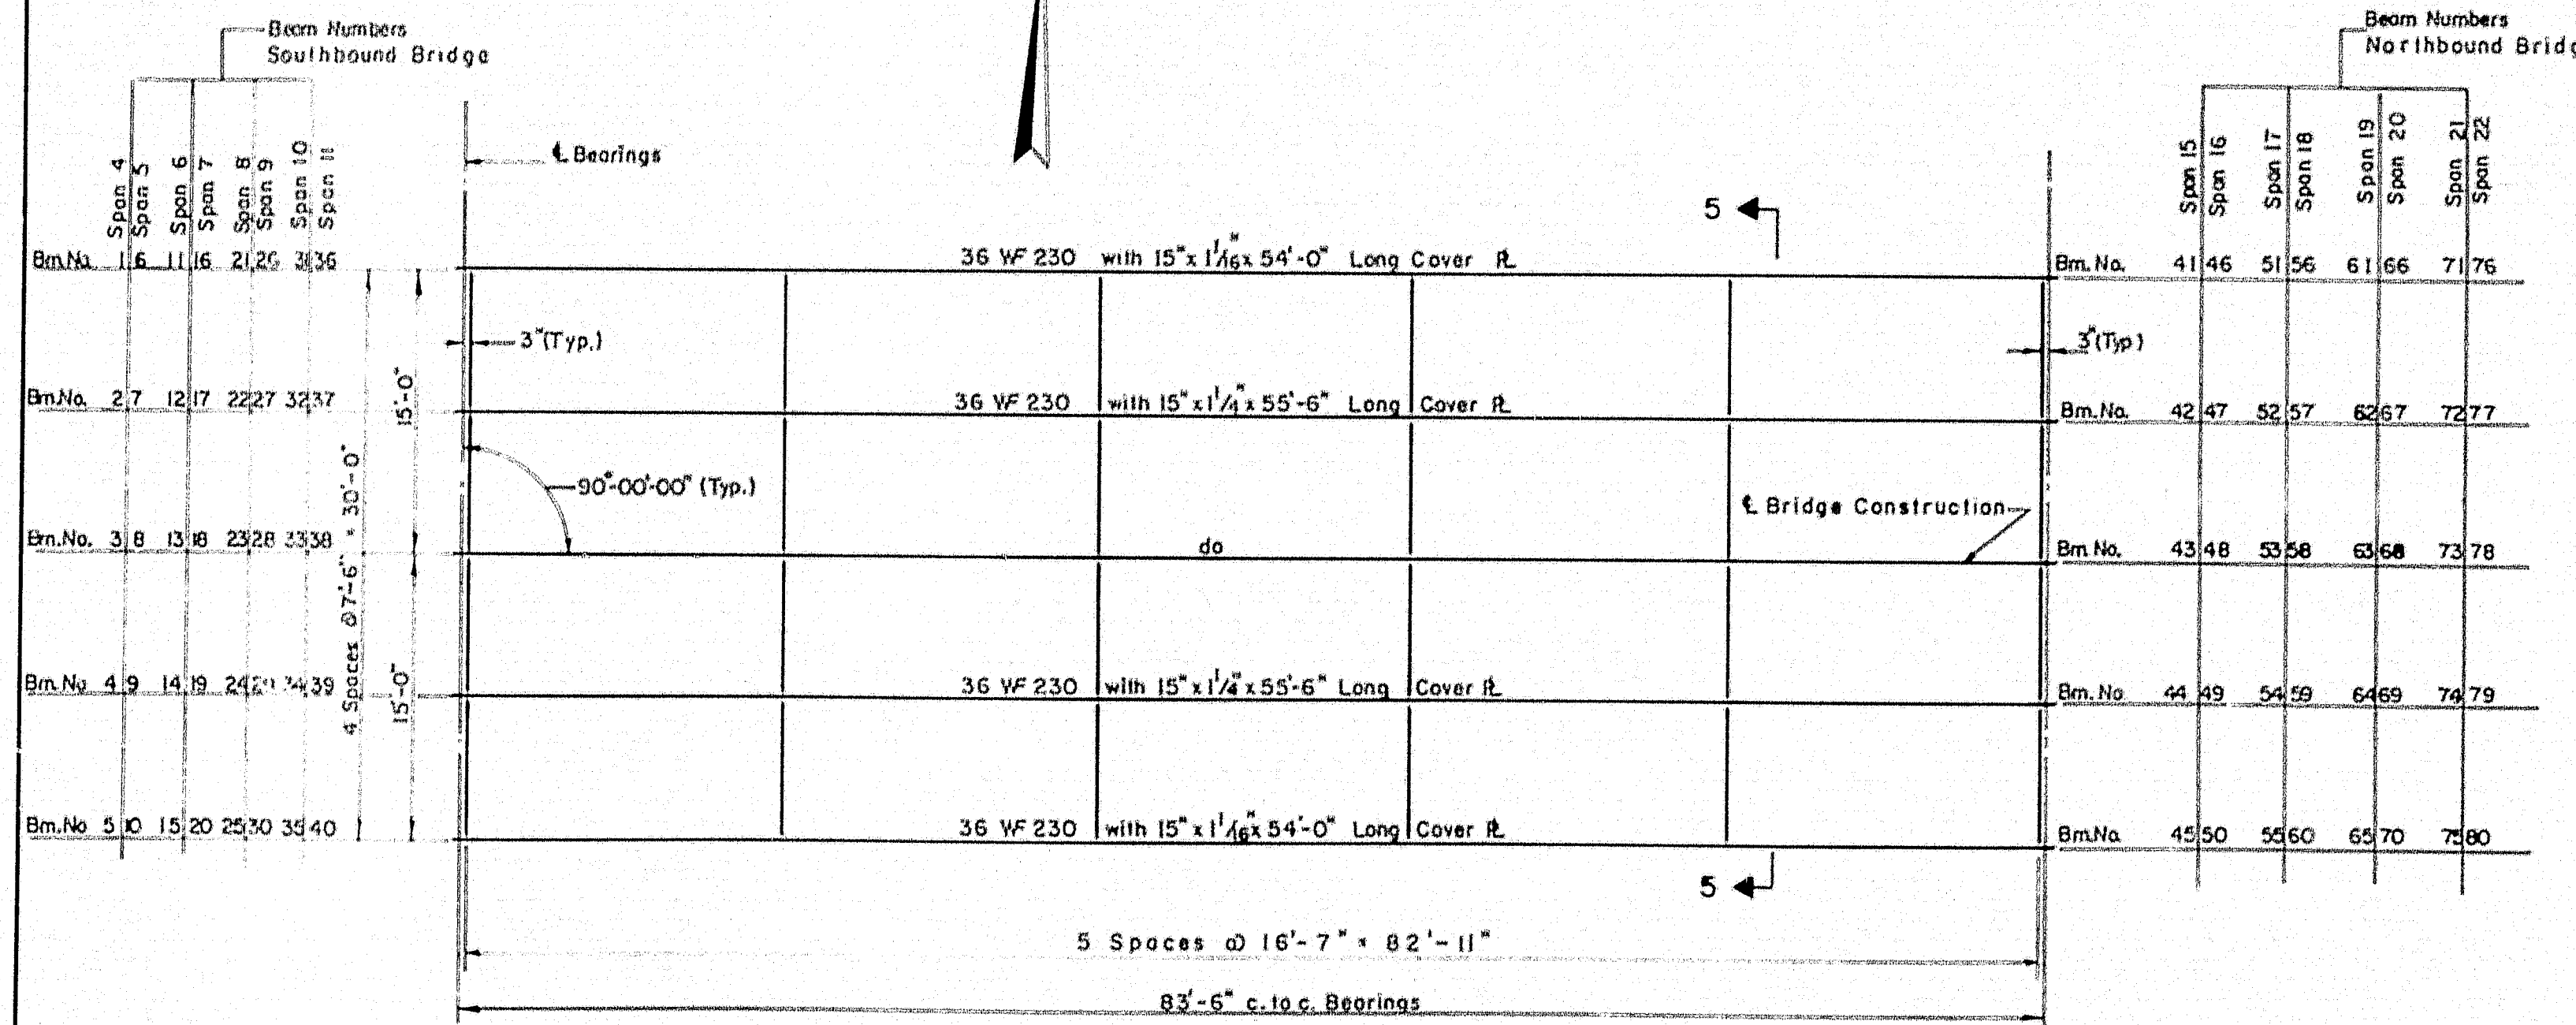 Beam Numbers
Southbound Bridge
Beam Numbers
Northbound Bridg
Span 4
Span 5
Span 6
Span 7
Span 8
Span 9
Span 10
Span 11
℄ Bearings
Span 15
Span 16
Span 17
Span 18
Span 19
Span 20
Span 21
Span 22
5
Bm.No. 1 6 11 16 21 26 31 36
36 WF 230 with 15" x 1 1/16" x 54'-0" Long Cover PL
Bm. No. 41 46 51 56 61 66 71 76
3"(Typ.)
3"(Typ)
15'-0"
Bm.No. 2 7 12 17 22 27 32 37
36 WF 230 with 15" x 1 1/4" x 55'-6" Long Cover PL
Bm.No. 42 47 52 57 62 67 72 77
90°-00'-00" (Typ.)
4 Spaces @ 7'-6" = 30'-0"
℄ Bridge Construction
Bm.No. 3 8 13 18 23 28 33 38
do
Bm. No. 43 48 53 58 63 68 73 78
Bm.No 4 9 14 19 24 29 34 39
15'-0"
36 WF 230 with 15" x 1 1/4" x 55'-6" Long Cover PL
Bm. No 44 49 54 59 64 69 74 79
Bm.No 5 10 15 20 25 30 35 40
36 WF 230 with 15" x 1 1/16" x 54'-0" Long Cover PL
Bm.No 45 50 55 60 65 70 75 80
5
5 Spaces @ 16'-7" = 82'-11"
83'-6" c. to c. Bearings